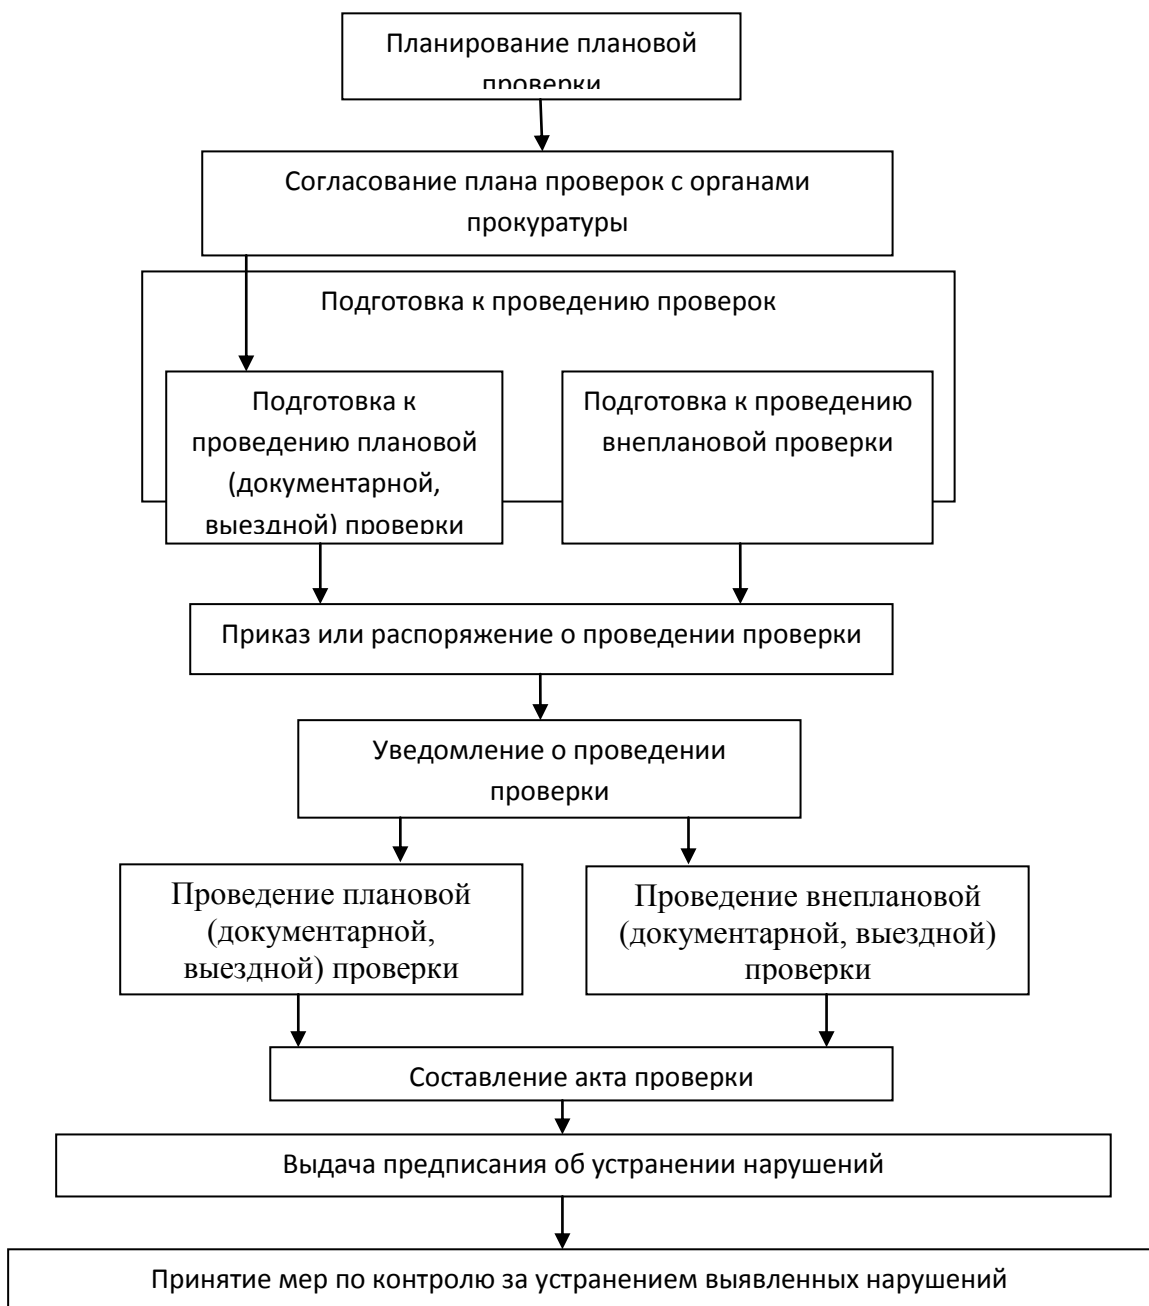 Планирование плановой
проверки
Согласование плана проверок с органами
прокуратуры
Подготовка к проведению проверок
Подготовка к
проведению плановой
(документарной,
выездной) проверки
Подготовка к проведению
внеплановой проверки
Приказ или распоряжение о проведении проверки
Уведомление о проведении
проверки
Проведение плановой
(документарной,
выездной) проверки
Проведение внеплановой
(документарной, выездной)
проверки
Составление акта проверки
Выдача предписания об устранении нарушений
Принятие мер по контролю за устранением выявленных нарушений